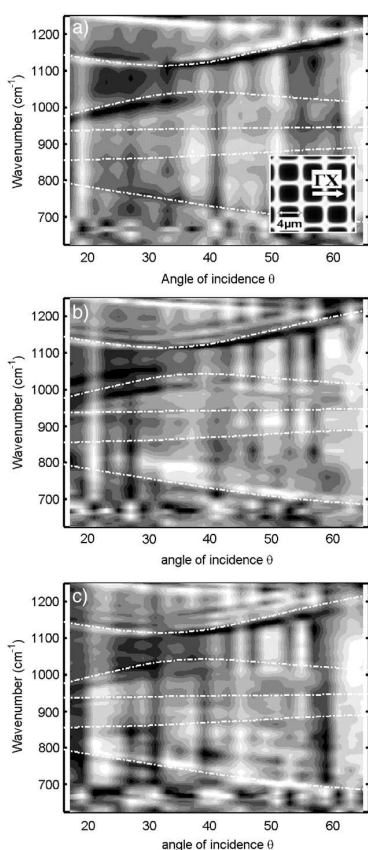 a)
1200
1100
1000
900
800
700
Wavenumber (cm⁻¹)
ΓX
4μm
20 30 40 50 60
Angle of incidence θ
b)
1200
1100
1000
900
800
700
Wavenumber (cm⁻¹)
20 30 40 50 60
angle of incidence θ
c)
1200
1100
1000
900
800
700
Wavenumber (cm⁻¹)
20 30 40 50 60
angle of incidence θ